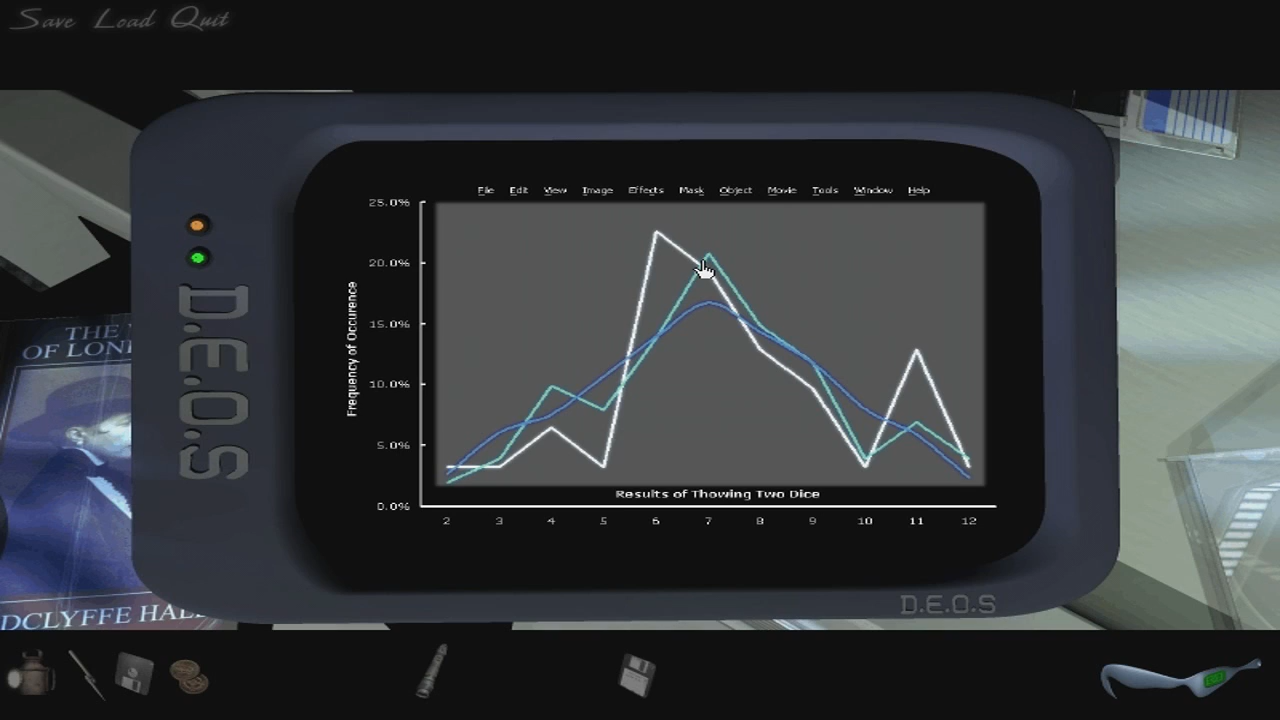 Save Load Quit
File Edit View Image Effects Mask Object Movie Tools Window Help
25.0%
20.0%
15.0%
10.0%
5.0%
0.0%
Frequency of Occurence
Results of Thowing Two Dice
2 3 4 5 6 7 8 9 10 11 12
D.E.O.S
D.E.O.S
THE
OF LON
DCLYFFE HAL